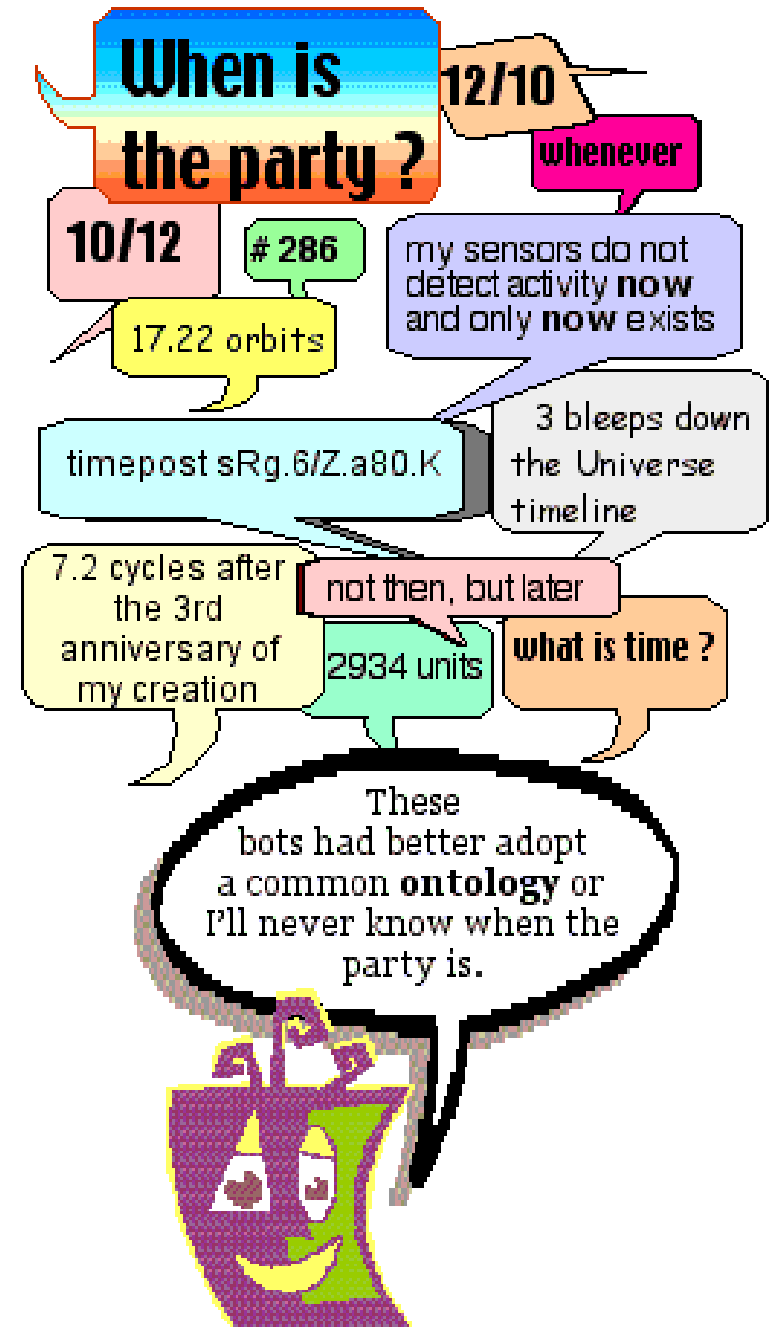 When is
the party ?
12/10
whenever
10/12
# 286
my sensors do not
detect activity now
and only now exists
17.22 orbits
3 bleeps down
the Universe
timeline
timepost sRg.6/Z.a80.K
7.2 cycles after
the 3rd
anniversary of
my creation
not then, but later
2934 units
what is time ?
These
bots had better adopt
a common ontology or
I'll never know when the
party is.